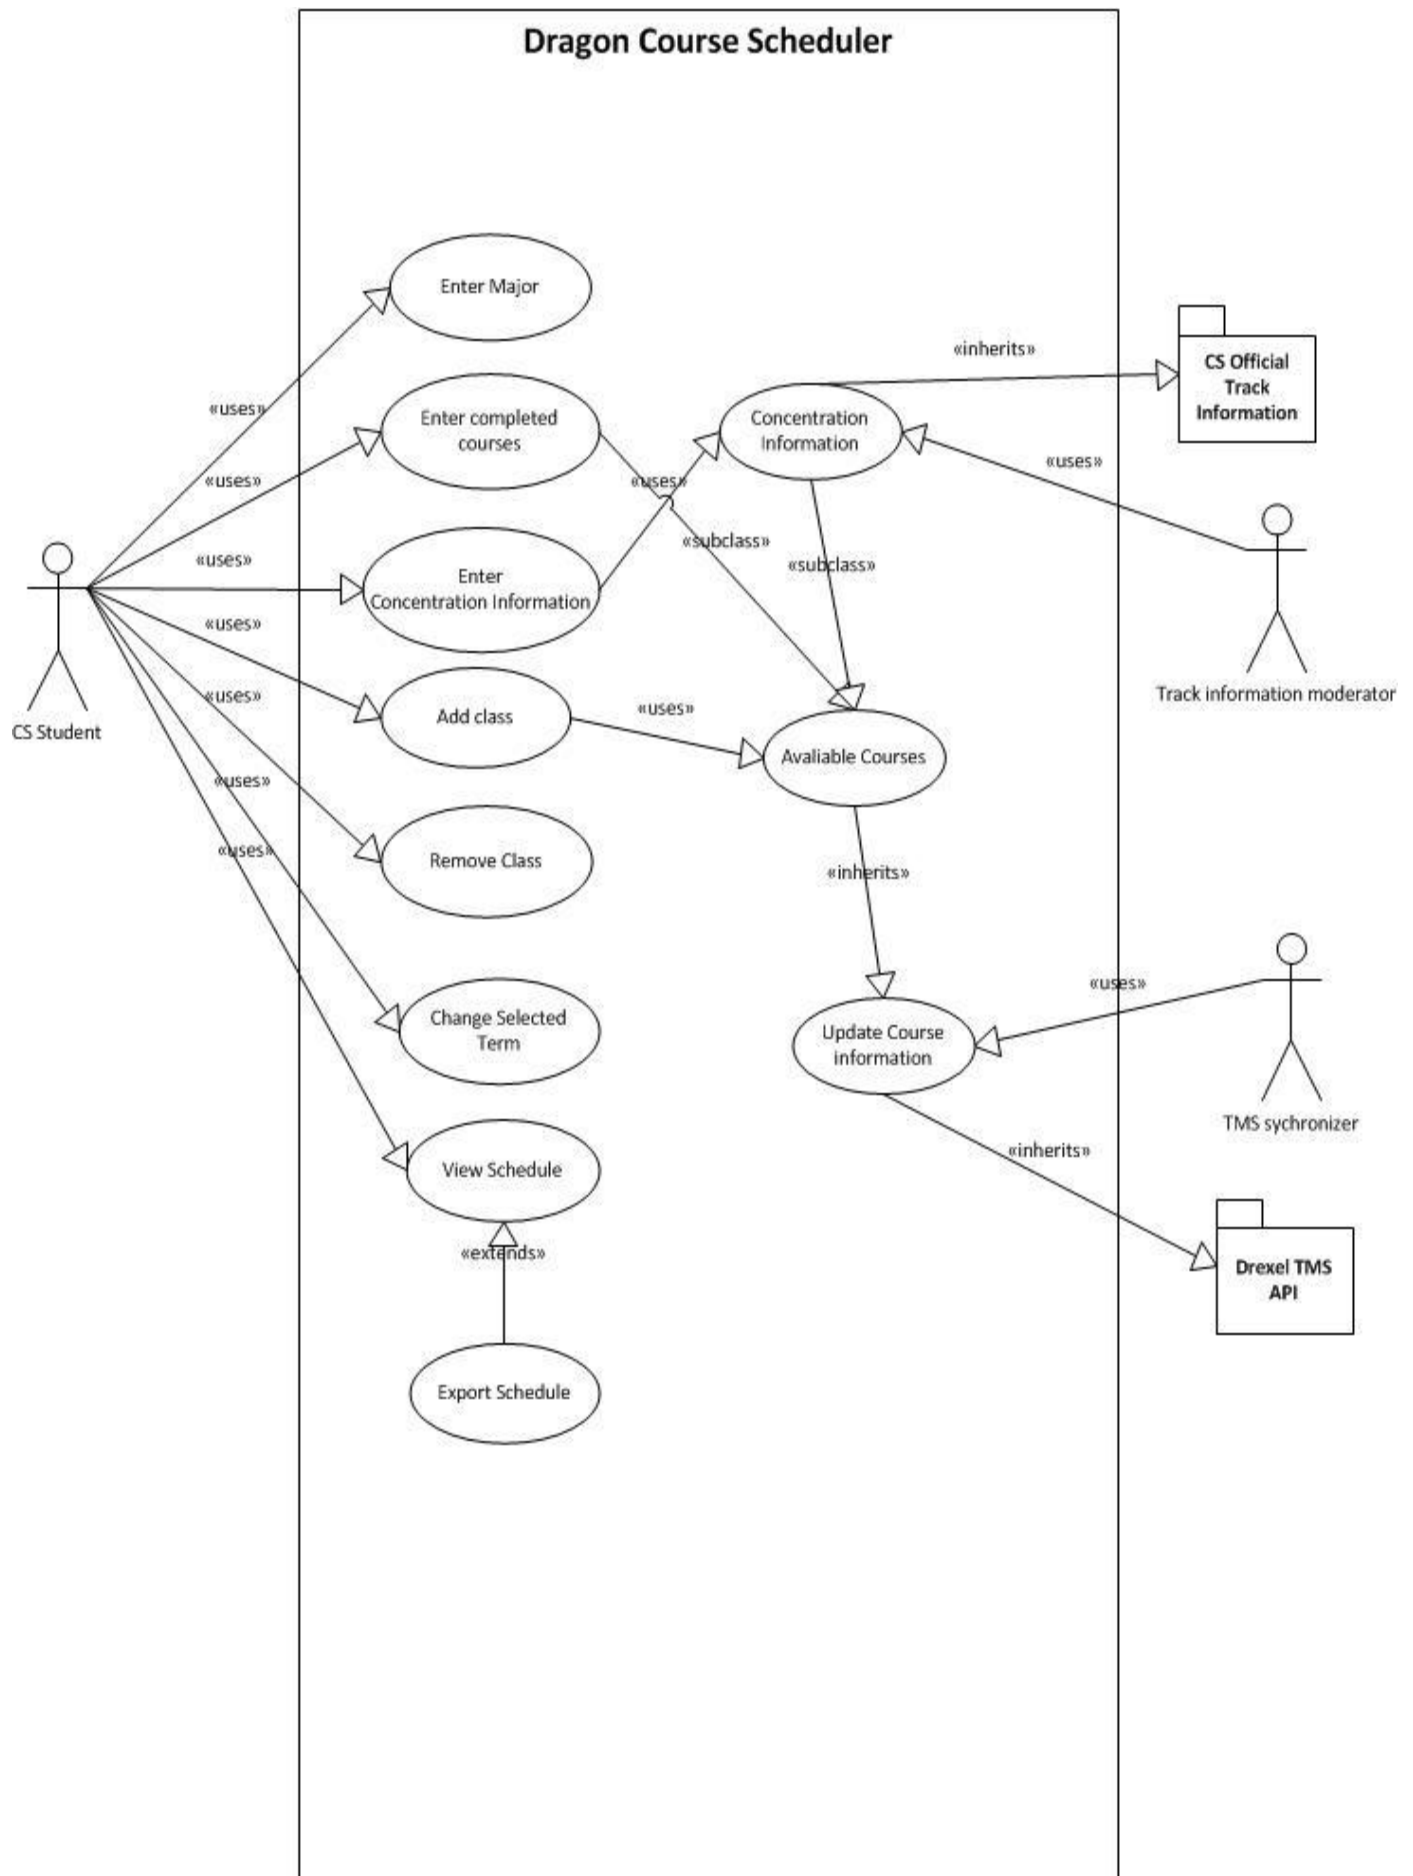 Dragon Course Scheduler
Enter Major
«uses»
Enter completed
courses
«uses»
«uses»
Enter
Concentration Information
«uses»
Add class
«uses»
Remove Class
«uses»
Change Selected
Term
«uses»
View Schedule
«extends»
Export Schedule
CS Student
«uses»
«subclass»
«subclass»
«uses»
Concentration
Information
«inherits»
CS Official
Track
Information
«uses»
Track information moderator
Avaliable Courses
«inherits»
Update Course
information
«uses»
TMS sychronizer
«inherits»
Drexel TMS
API